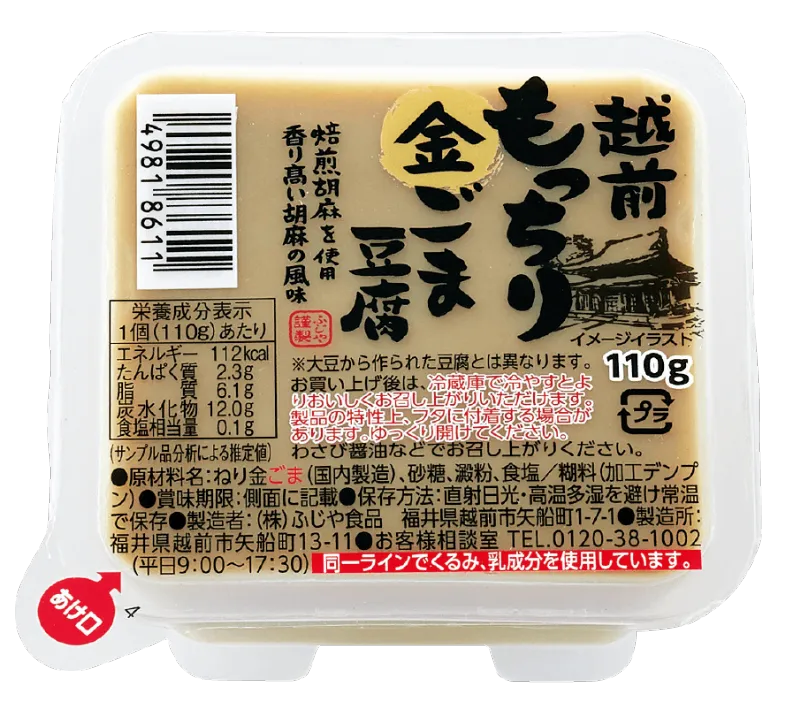 越前
もっちり
金ごま
豆腐
焙煎胡麻を使用
香り高い胡麻の風味
ふじや
謹製
4981 8611
イメージイラスト
110g
プラ
栄養成分表示
1個(110g)あたり
エネルギー 112kcal
たんぱく質 2.3g
脂質 6.1g
炭水化物 12.0g
食塩相当量 0.1g
(サンプル品分析による推定値)
※大豆から作られた豆腐とは異なります。
お買い上げ後は、冷蔵庫で冷やすとよ
りおいしくお召し上がりいただけます。
製品の特性上、フタに付着する場合が
あります。ゆっくり開けてください。
わさび醤油などでお召し上がりください。
●原材料名:ねり金ごま(国内製造)、砂糖、澱粉、食塩/糊料(加工デンプ
ン)●賞味期限:側面に記載●保存方法:直射日光・高温多湿を避け常温
で保存●製造者:(株)ふじや食品 福井県越前市矢船町1-7-1●製造所:
福井県越前市矢船町13-11●お客様相談室 TEL.0120-38-1002
(平日9:00〜17:30) 同一ラインでくるみ、乳成分を使用しています。
あけ口
4